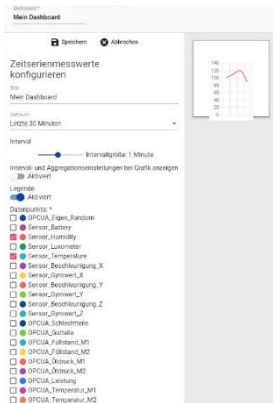 Dashboard *
Mein Dashboard
Speichern Abbrechen
Zeitserienmesswerte
konfigurieren
Titel
Mein Dashboard
Zeitraum
Letzte 30 Minuten
Interval
Intervallgröße: 1 Minute
Interval- und Aggregationseinstellungen bei Grafik anzeigen
Aktiviert
Legende
Aktiviert
Datenpunkte: *
OPCUA_Eigen_Random
Sensor_Battery
Sensor_Humidity
Sensor_Luxometer
Sensor_Temperature
Sensor_Beschleunigung_X
Sensor_Gyrowert_X
Sensor_Beschleunigung_Y
Sensor_Gyrowert_Y
Sensor_Beschleunigung_Z
Sensor_Gyrowert_Z
OPCUA_Schlechtteile
OPCUA_Gutteile
OPCUA_Füllstand_M1
OPCUA_Füllstand_M2
OPCUA_Öldruck_M1
OPCUA_Öldruck_M2
OPCUA_Leistung
OPCUA_Temperatur_M1
OPCUA_Temperatur_M2
140
120
100
80
60
40
20
0